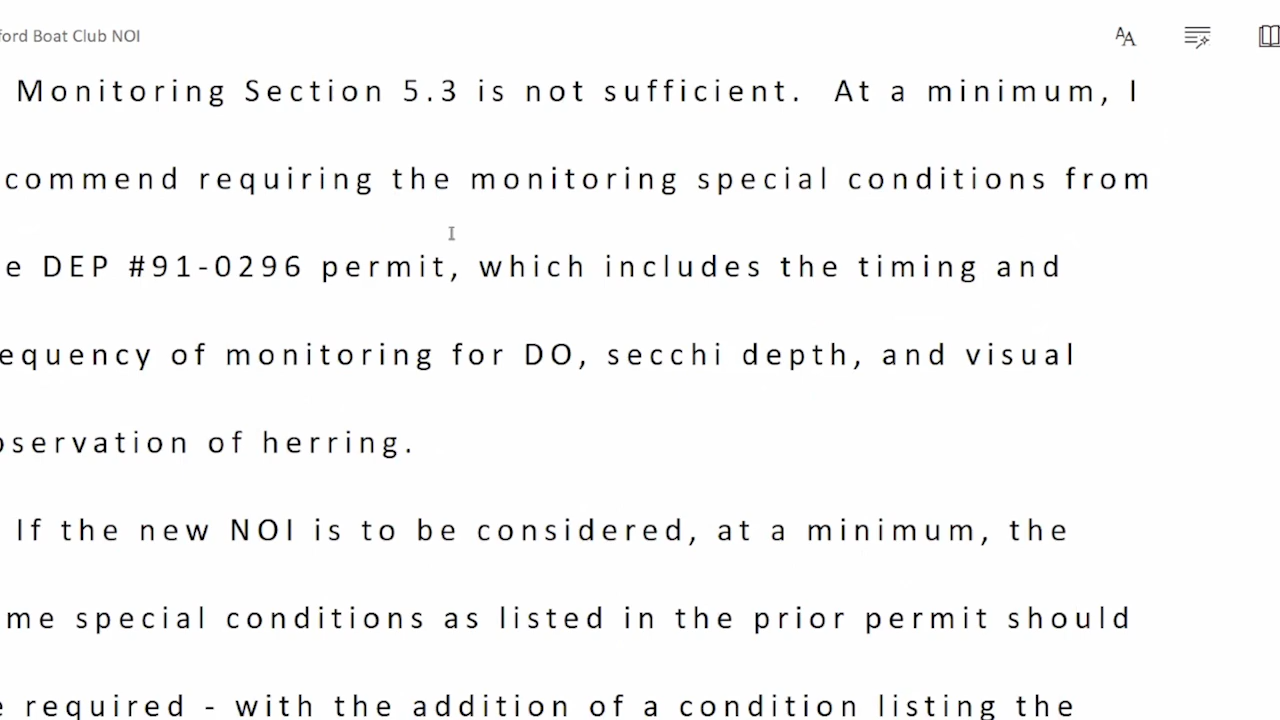 ford Boat Club NOI
Monitoring Section 5.3 is not sufficient. At a minimum, I
commend requiring the monitoring special conditions from
e DEP #91-0296 permit, which includes the timing and
equency of monitoring for DO, secchi depth, and visual
servation of herring.
If the new NOI is to be considered, at a minimum, the
me special conditions as listed in the prior permit should
required - with the addition of a condition listing the